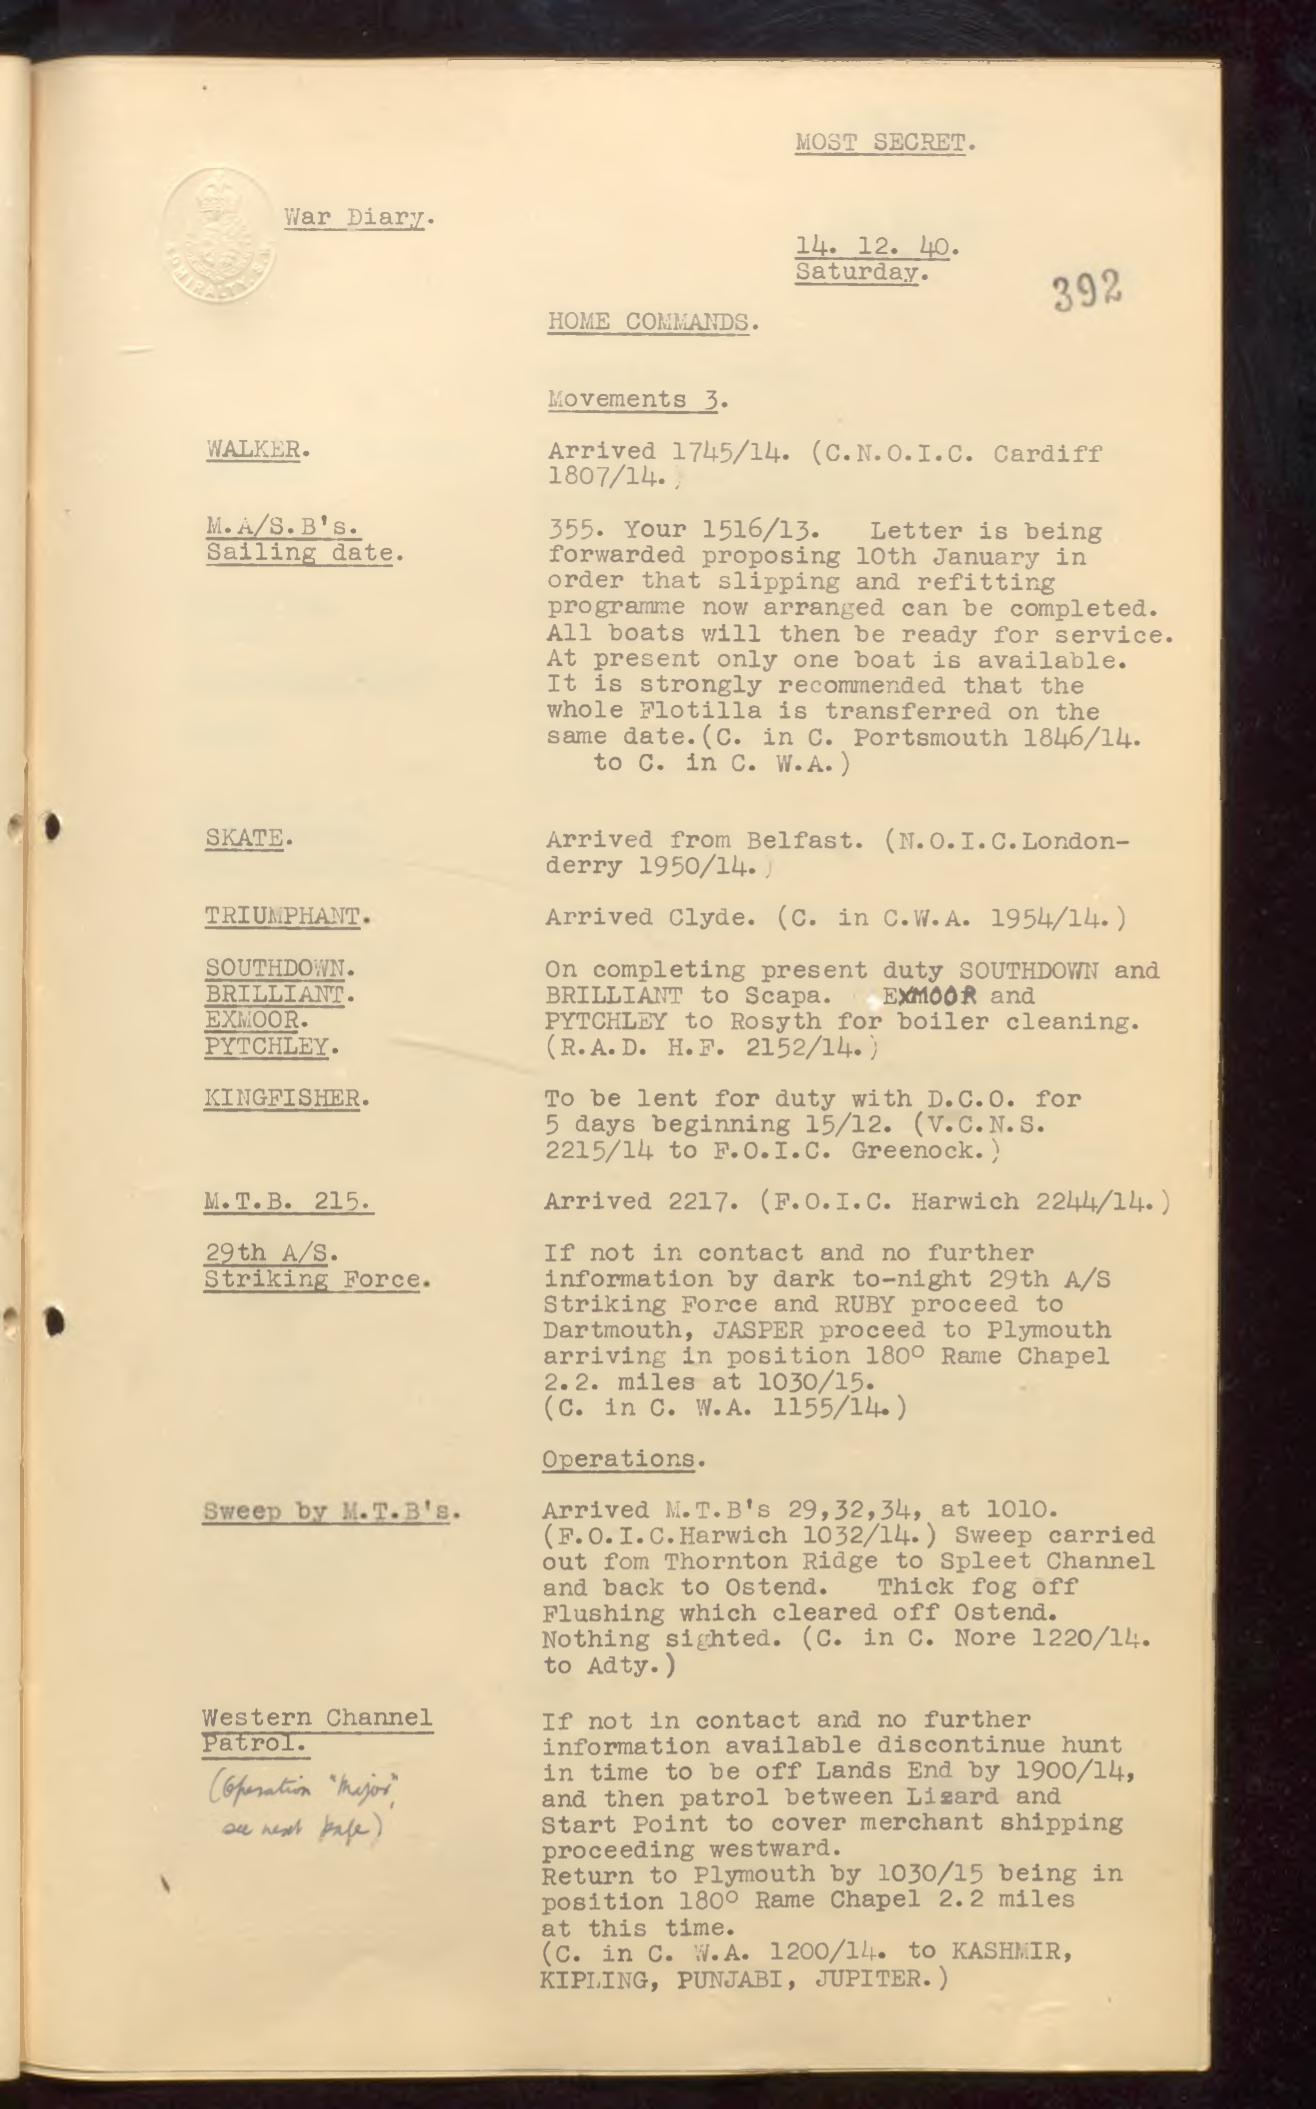 MOST SECRET.
War Diary.
14. 12. 40.
Saturday.
392
HOME COMMANDS.
Movements 3.
WALKER.
Arrived 1745/14. (C.N.O.I.C. Cardiff
1807/14.)
M.A/S.B's.
Sailing date.
355. Your 1516/13. Letter is being
forwarded proposing 10th January in
order that slipping and refitting
programme now arranged can be completed.
All boats will then be ready for service.
At present only one boat is available.
It is strongly recommended that the
whole Flotilla is transferred on the
same date.(C. in C. Portsmouth 1846/14.
to C. in C. W.A.)
SKATE.
Arrived from Belfast. (N.O.I.C.London-
derry 1950/14.)
TRIUMPHANT.
Arrived Clyde. (C. in C.W.A. 1954/14.)
SOUTHDOWN.
BRILLIANT.
EXMOOR.
PYTCHLEY.
On completing present duty SOUTHDOWN and
BRILLIANT to Scapa. EXMOOR and
PYTCHLEY to Rosyth for boiler cleaning.
(R.A.D. H.F. 2152/14.)
KINGFISHER.
To be lent for duty with D.C.O. for
5 days beginning 15/12. (V.C.N.S.
2215/14 to F.O.I.C. Greenock.)
M.T.B. 215.
Arrived 2217. (F.O.I.C. Harwich 2244/14.)
29th A/S.
Striking Force.
If not in contact and no further
information by dark to-night 29th A/S
Striking Force and RUBY proceed to
Dartmouth, JASPER proceed to Plymouth
arriving in position 180° Rame Chapel
2.2. miles at 1030/15.
(C. in C. W.A. 1155/14.)
Operations.
Sweep by M.T.B's.
Arrived M.T.B's 29,32,34, at 1010.
(F.O.I.C.Harwich 1032/14.) Sweep carried
out fom Thornton Ridge to Spleet Channel
and back to Ostend. Thick fog off
Flushing which cleared off Ostend.
Nothing sighted. (C. in C. Nore 1220/14.
to Adty.)
Western Channel
Patrol.
(Operation "Major",
see next page)
If not in contact and no further
information available discontinue hunt
in time to be off Lands End by 1900/14,
and then patrol between Lizard and
Start Point to cover merchant shipping
proceeding westward.
Return to Plymouth by 1030/15 being in
position 180° Rame Chapel 2.2 miles
at this time.
(C. in C. W.A. 1200/14. to KASHMIR,
KIPLING, PUNJABI, JUPITER.)